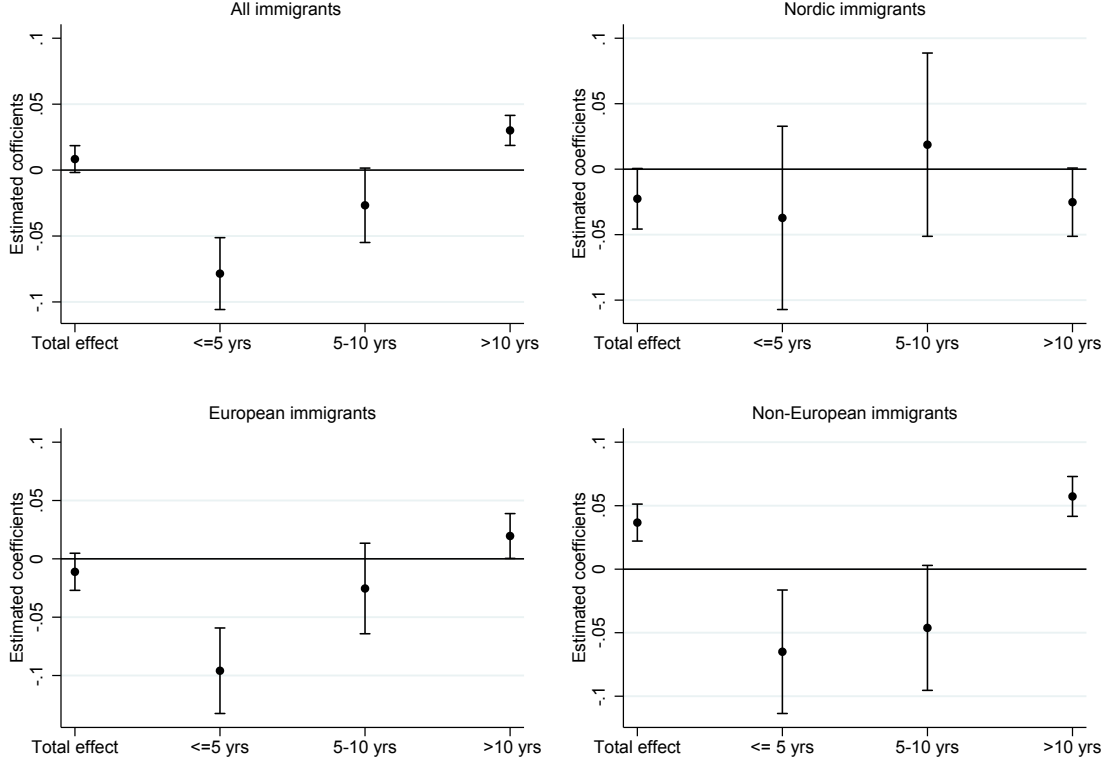 All immigrants
Estimated cofficients
.1
.05
0
-.05
-.1
Total effect <=5 yrs 5-10 yrs >10 yrs
Nordic immigrants
Estimated coefficients
.1
.05
0
-.05
-.1
Total effect <=5 yrs 5-10 yrs >10 yrs
European immigrants
Estimated coefficients
.1
.05
0
-.05
-.1
Total effect <=5 yrs 5-10 yrs >10 yrs
Non-European immigrants
Estimated coefficients
.1
.05
0
-.05
-.1
Total effect <= 5 yrs 5-10 yrs >10 yrs